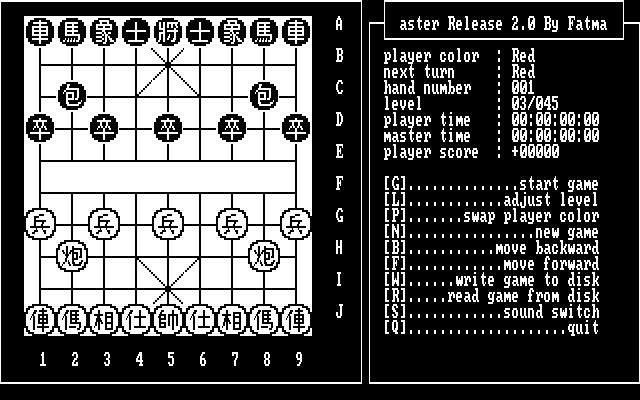 車馬象士將士象馬車 A
B
包包 C
卒卒卒卒卒 D
E
F
兵兵兵兵兵 G
炮炮 H
I
俥傌相仕帥仕相傌俥 J
1 2 3 4 5 6 7 8 9
aster Release 2.0 By Fatma
player color : Red
next turn : Red
hand number : 001
level : 03/045
player time : 00:00:00:00
master time : 00:00:00:00
player score : +00000
[G]..............start game
[L]............adjust level
[P].......swap player color
[N]................new game
[B]...........move backward
[F]............move forward
[W]......write game to disk
[R].....read game from disk
[S]............sound switch
[Q]....................quit